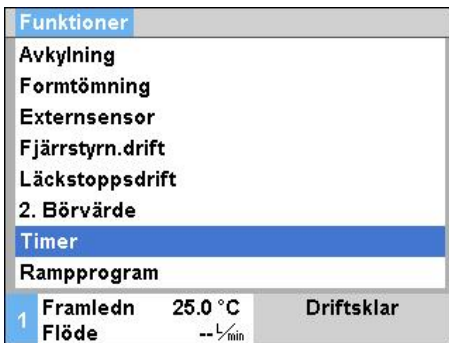 Funktioner
Avkylning
Formtömning
Externsensor
Fjärrstyrn.drift
Läckstoppsdrift
2. Börvärde
Timer
Rampprogram
1 Framledn 25.0 °C Driftsklar
Flöde -- L/min